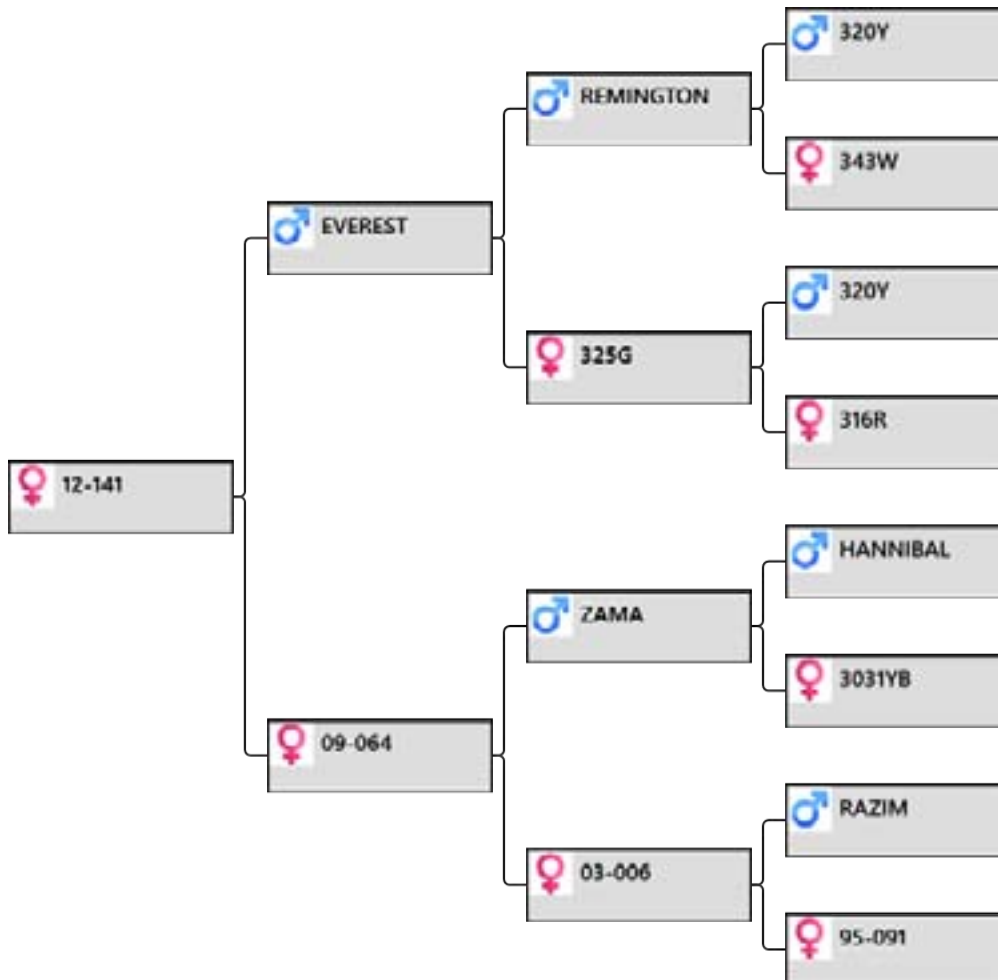 320Y
REMINGTON
343W
EVEREST
320Y
325G
316R
12-141
HANNIBAL
ZAMA
3031YB
09-064
RAZIM
03-006
95-091